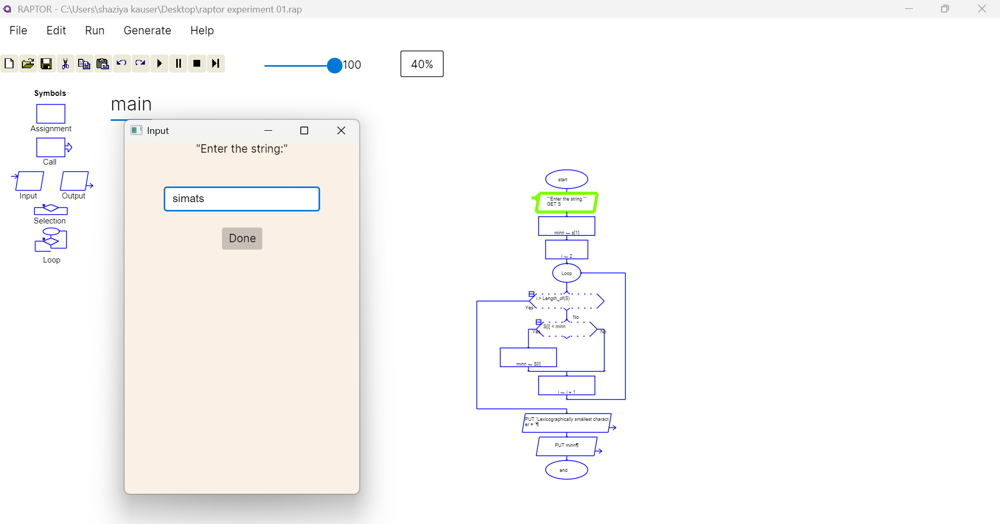 RAPTOR - C:\Users\shaziya kauser\Desktop\raptor experiment 01.rap
File Edit Run Generate Help
100
40%
Symbols
Assignment
Call
Input Output
Selection
Loop
main
Input
"Enter the string:"
simats
Done
start
""Enter the string:""
GET S
minn ← s[1]
i ← 2
Loop
i > Length_of(S)
Yes
No
S[i] < minn
Yes No
minn ← S[i]
i ← i + 1
PUT "Lexicographically smallest charact
er = "¶
PUT minn¶
end